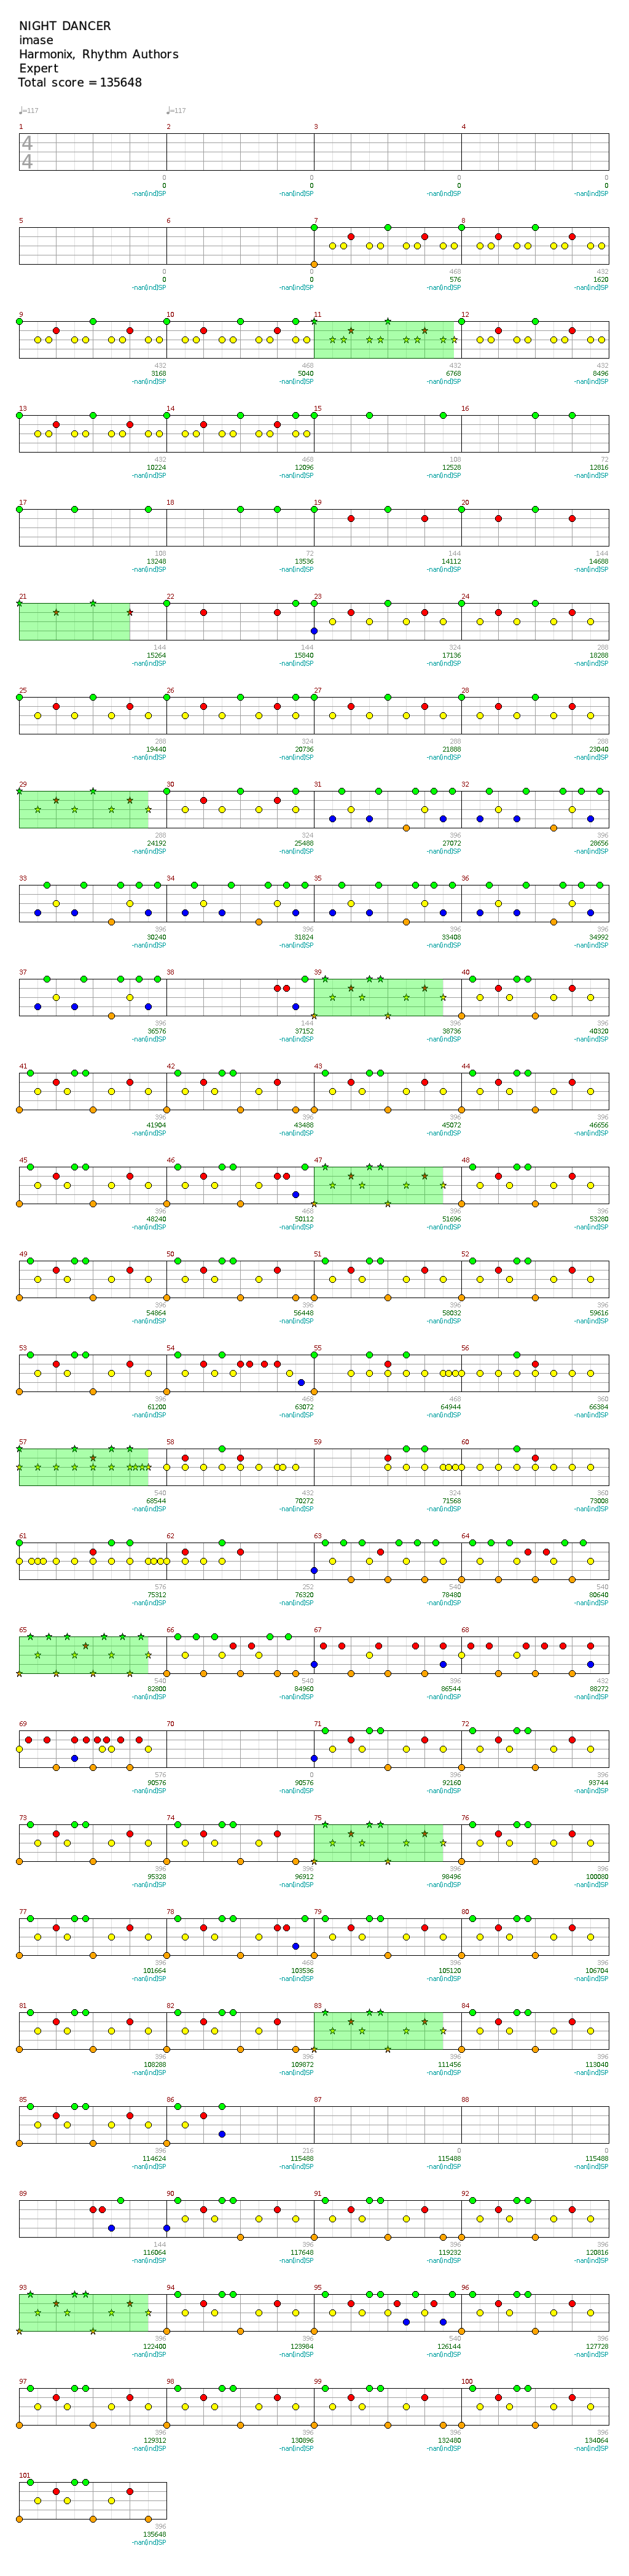 NIGHT DANCER
imase
Harmonix, Rhythm Authors
Expert
Total score = 135648
♩=117 ♩=117
1 2 3 4
4
4
0 0 0 0
0 0 0 0
-nan(ind)SP -nan(ind)SP -nan(ind)SP -nan(ind)SP
5 6 7 8
0 0 468 432
0 0 576 1620
-nan(ind)SP -nan(ind)SP -nan(ind)SP -nan(ind)SP
9 10 11 12
432 468 432 432
3168 5040 6768 8496
-nan(ind)SP -nan(ind)SP -nan(ind)SP -nan(ind)SP
13 14 15 16
432 468 108 72
10224 12096 12528 12816
-nan(ind)SP -nan(ind)SP -nan(ind)SP -nan(ind)SP
17 18 19 20
108 72 144 144
13248 13536 14112 14688
-nan(ind)SP -nan(ind)SP -nan(ind)SP -nan(ind)SP
21 22 23 24
144 144 324 288
15264 15840 17136 18288
-nan(ind)SP -nan(ind)SP -nan(ind)SP -nan(ind)SP
25 26 27 28
288 324 288 288
19440 20736 21888 23040
-nan(ind)SP -nan(ind)SP -nan(ind)SP -nan(ind)SP
29 30 31 32
288 324 396 396
24192 25488 27072 28656
-nan(ind)SP -nan(ind)SP -nan(ind)SP -nan(ind)SP
33 34 35 36
396 396 396 396
30240 31824 33408 34992
-nan(ind)SP -nan(ind)SP -nan(ind)SP -nan(ind)SP
37 38 39 40
396 144 396 396
36576 37152 38736 40320
-nan(ind)SP -nan(ind)SP -nan(ind)SP -nan(ind)SP
41 42 43 44
396 396 396 396
41904 43488 45072 46656
-nan(ind)SP -nan(ind)SP -nan(ind)SP -nan(ind)SP
45 46 47 48
396 468 396 396
48240 50112 51696 53280
-nan(ind)SP -nan(ind)SP -nan(ind)SP -nan(ind)SP
49 50 51 52
396 396 396 396
54864 56448 58032 59616
-nan(ind)SP -nan(ind)SP -nan(ind)SP -nan(ind)SP
53 54 55 56
396 468 468 360
61200 63072 64944 66384
-nan(ind)SP -nan(ind)SP -nan(ind)SP -nan(ind)SP
57 58 59 60
540 432 324 360
68544 70272 71568 73008
-nan(ind)SP -nan(ind)SP -nan(ind)SP -nan(ind)SP
61 62 63 64
576 252 540 540
75312 76320 78480 80640
-nan(ind)SP -nan(ind)SP -nan(ind)SP -nan(ind)SP
65 66 67 68
540 540 396 432
82800 84960 86544 88272
-nan(ind)SP -nan(ind)SP -nan(ind)SP -nan(ind)SP
69 70 71 72
576 0 396 396
90576 90576 92160 93744
-nan(ind)SP -nan(ind)SP -nan(ind)SP -nan(ind)SP
73 74 75 76
396 396 396 396
95328 96912 98496 100080
-nan(ind)SP -nan(ind)SP -nan(ind)SP -nan(ind)SP
77 78 79 80
396 468 396 396
101664 103536 105120 106704
-nan(ind)SP -nan(ind)SP -nan(ind)SP -nan(ind)SP
81 82 83 84
396 396 396 396
108288 109872 111456 113040
-nan(ind)SP -nan(ind)SP -nan(ind)SP -nan(ind)SP
85 86 87 88
396 216 0 0
114624 115488 115488 115488
-nan(ind)SP -nan(ind)SP -nan(ind)SP -nan(ind)SP
89 90 91 92
144 396 396 396
116064 117648 119232 120816
-nan(ind)SP -nan(ind)SP -nan(ind)SP -nan(ind)SP
93 94 95 96
396 396 540 396
122400 123984 126144 127728
-nan(ind)SP -nan(ind)SP -nan(ind)SP -nan(ind)SP
97 98 99 100
396 396 396 396
129312 130896 132480 134064
-nan(ind)SP -nan(ind)SP -nan(ind)SP -nan(ind)SP
101
396
135648
-nan(ind)SP